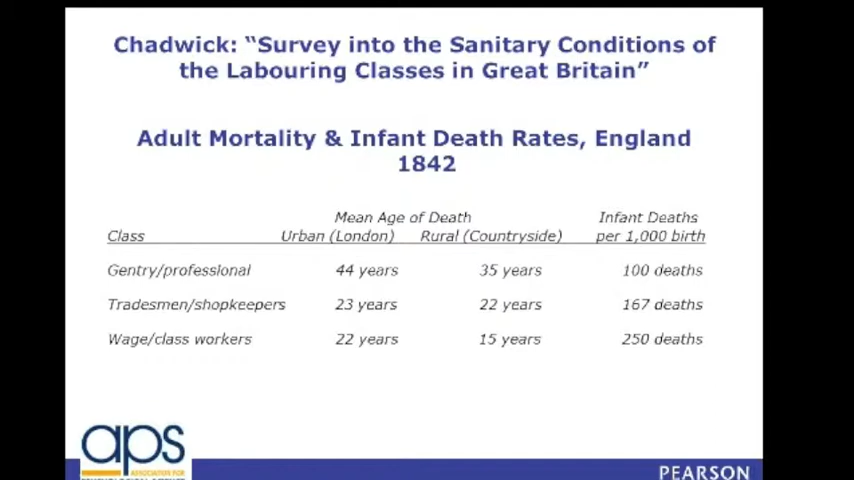 Chadwick: “Survey into the Sanitary Conditions of
the Labouring Classes in Great Britain”
Adult Mortality & Infant Death Rates, England
1842
Mean Age of Death Infant Deaths
Class Urban (London) Rural (Countryside) per 1,000 birth
Gentry/professional 44 years 35 years 100 deaths
Tradesmen/shopkeepers 23 years 22 years 167 deaths
Wage/class workers 22 years 15 years 250 deaths
aps
ASSOCIATION FOR
PEARSON